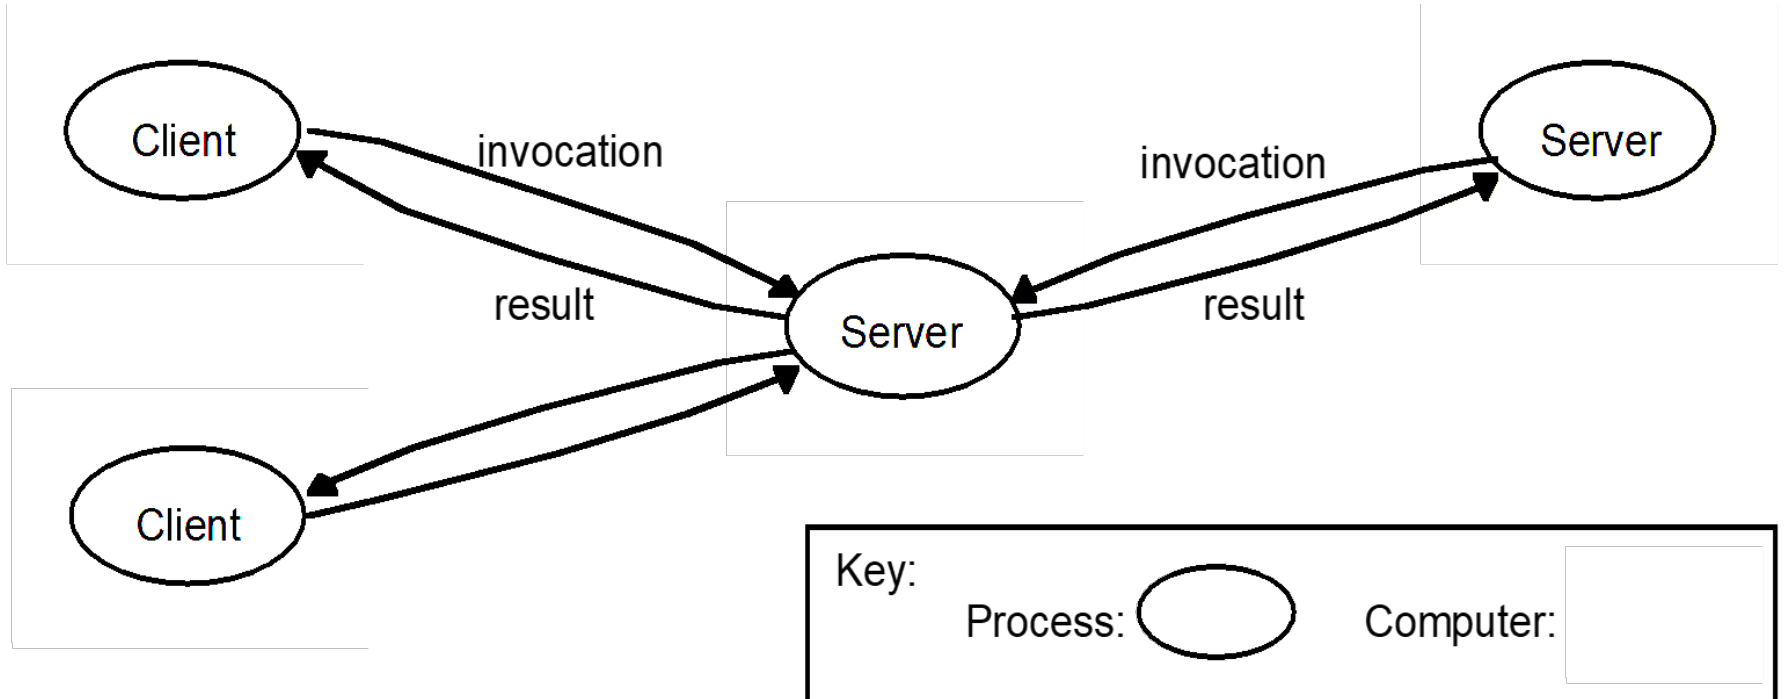 Client
invocation
result
Server
invocation
result
Server
Client
Key:
Process:
Computer: